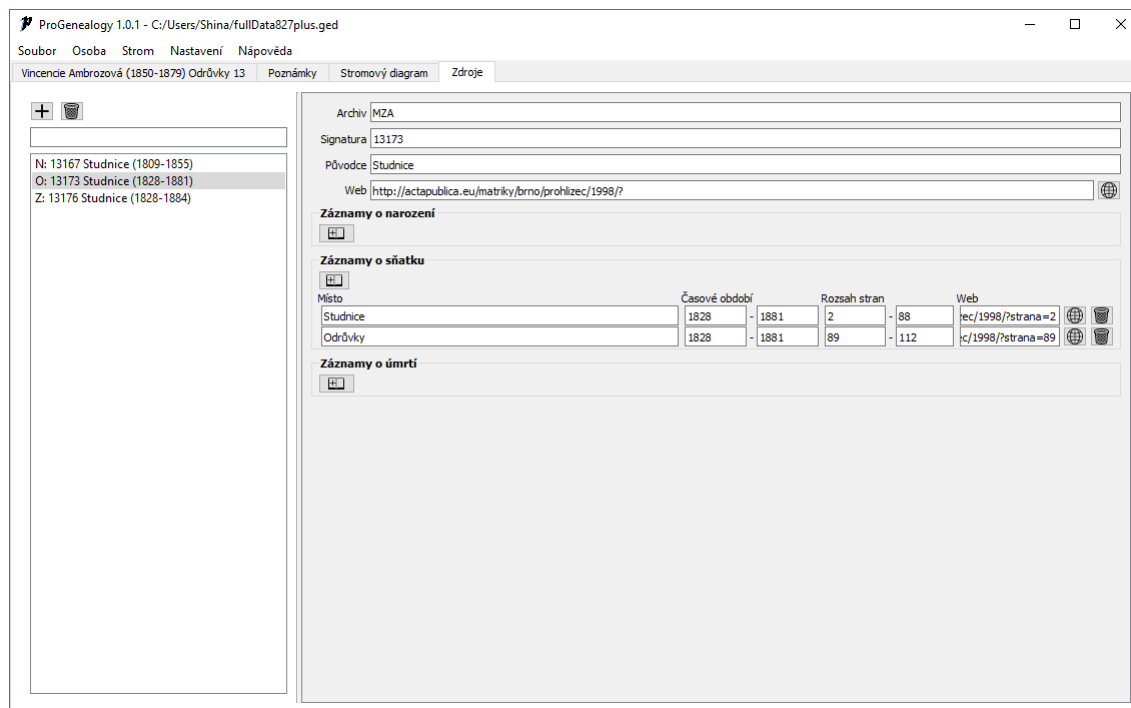 ProGenealogy 1.0.1 - C:/Users/Shina/fullData827plus.ged
Soubor Osoba Strom Nastavení Nápověda
Vincencie Ambrozová (1850-1879) Odrůvky 13 Poznámky Stromový diagram Zdroje
N: 13167 Studnice (1809-1855)
O: 13173 Studnice (1828-1881)
Z: 13176 Studnice (1828-1884)
Archiv MZA
Signatura 13173
Původce Studnice
Web http://actapublica.eu/matriky/brno/prohlizec/1998/?
Záznamy o narození
Záznamy o sňatku
Místo Časové období Rozsah stran Web
Studnice 1828 - 1881 2 - 88 zec/1998/?strana=2
Odrůvky 1828 - 1881 89 - 112 c/1998/?strana=89
Záznamy o úmrtí